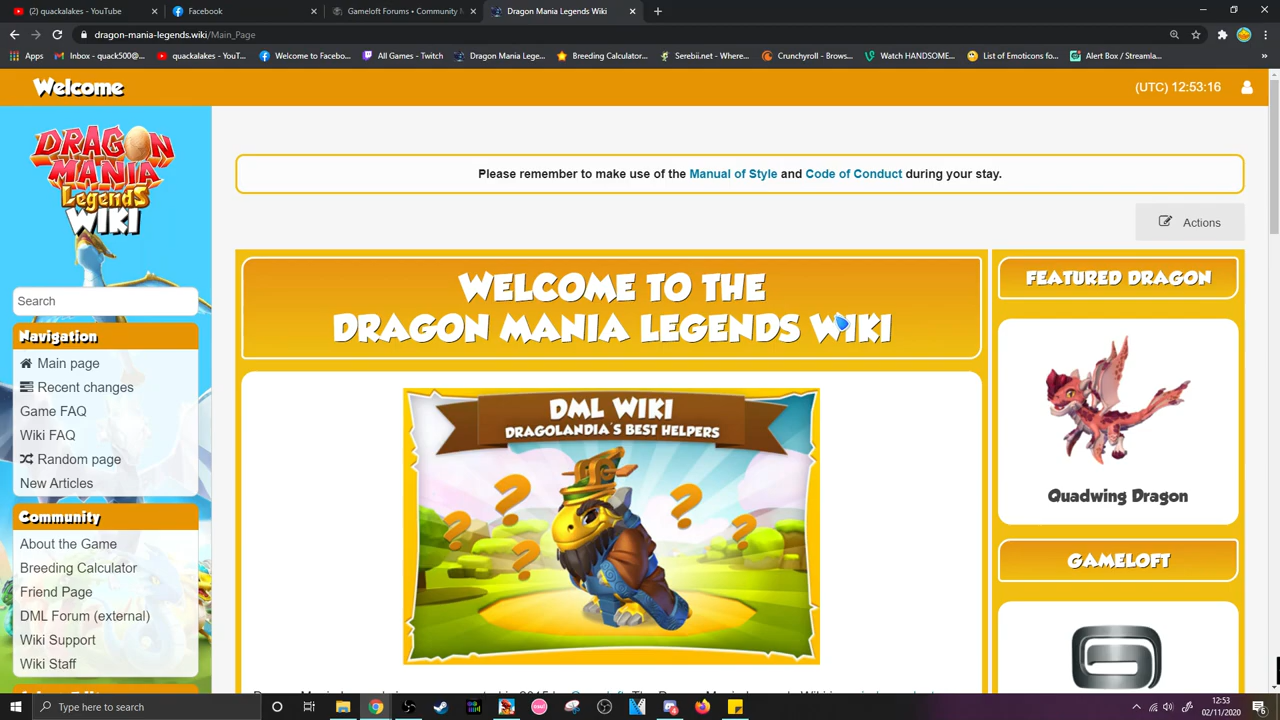 (2) quackalakes - YouTube
Facebook
Gameloft Forums • Community M
Dragon Mania Legends Wiki
dragon-mania-legends.wiki/Main_Page
Apps
Inbox - quack500@...
quackalakes - YouT...
Welcome to Facebo...
All Games - Twitch
Dragon Mania Lege...
Breeding Calculator...
Serebii.net - Where...
Crunchyroll - Brows...
Watch HANDSOME...
List of Emoticons fo...
Alert Box / Streamla...
»
Welcome
(UTC) 12:53:16
DRAGON
MANIA
Legends
WIKI
Please remember to make use of the Manual of Style and Code of Conduct during your stay.
Actions
Search
Navigation
Main page
Recent changes
Game FAQ
Wiki FAQ
Random page
New Articles
Community
About the Game
Breeding Calculator
Friend Page
DML Forum (external)
Wiki Support
Wiki Staff
WELCOME TO THE
DRAGON MANIA LEGENDS WIKI
DML WIKI
DRAGOLANDIA'S BEST HELPERS
? ? ? ? ?
FEATURED DRAGON
Quadwing Dragon
GAMELOFT
Type here to search
12:53
02/11/2020